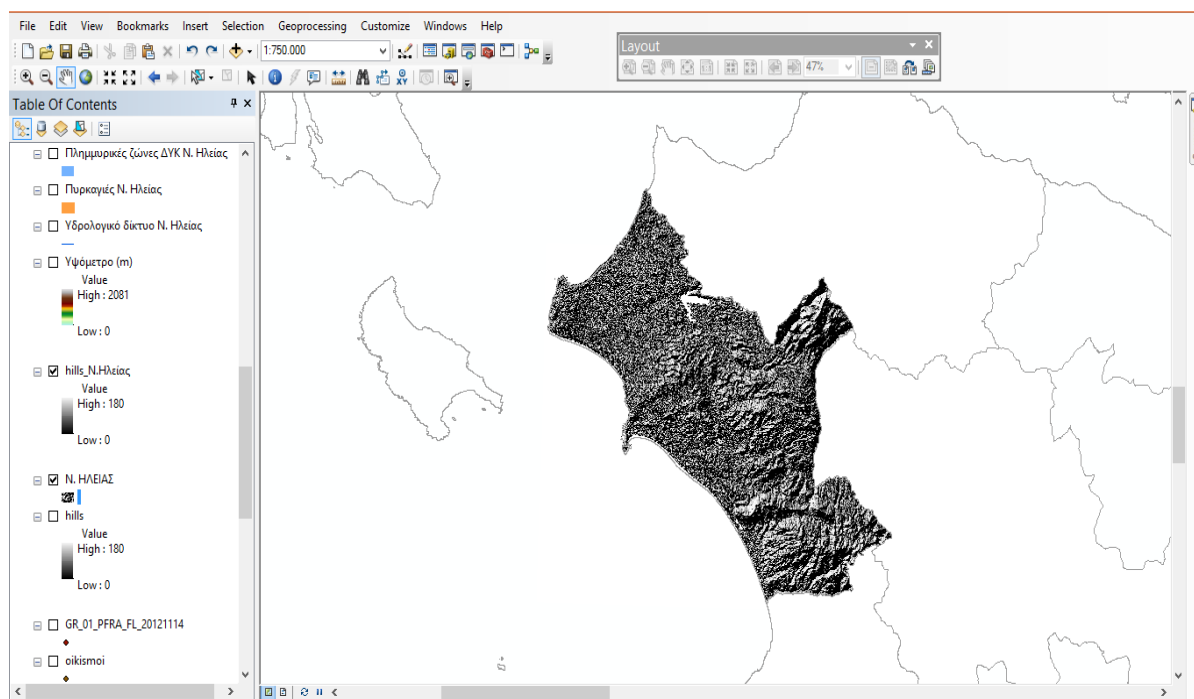 File Edit View Bookmarks Insert Selection Geoprocessing Customize Windows Help
1:750.000
Layout
47%
Table Of Contents
Πλημμυρικές ζώνες ΔΥΚ Ν. Ηλείας
Πυρκαγιές Ν. Ηλείας
Υδρολογικό δίκτυο Ν. Ηλείας
Υψόμετρο (m)
Value
High : 2081
Low : 0
hills_Ν.Ηλείας
Value
High : 180
Low : 0
Ν. ΗΛΕΙΑΣ
hills
Value
High : 180
Low : 0
GR_01_PFRA_FL_20121114
oikismoi